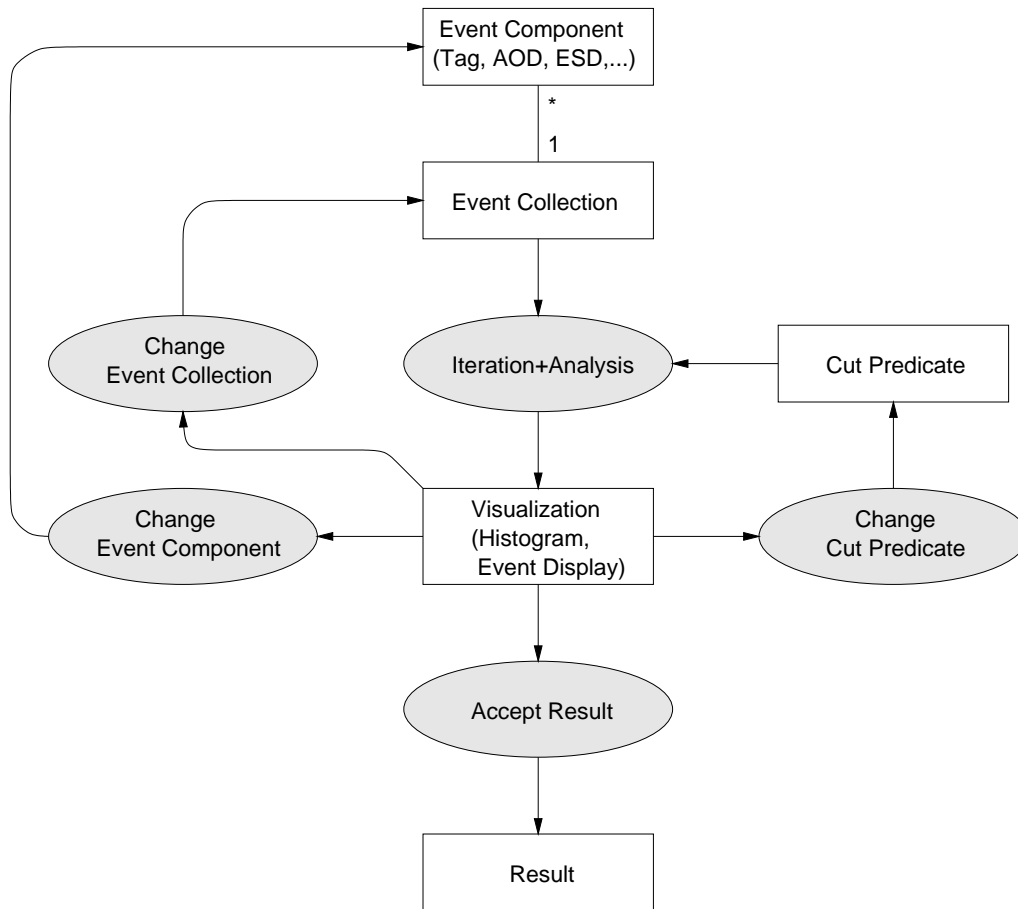 Event Component
(Tag, AOD, ESD,...)
*
1
Event Collection
Change
Event Collection
Iteration+Analysis
Cut Predicate
Change
Event Component
Visualization
(Histogram,
Event Display)
Change
Cut Predicate
Accept Result
Result